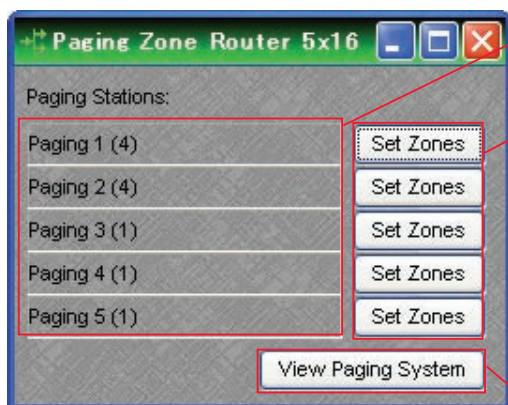 Paging Zone Router 5x16
Paging Stations:
Paging 1 (4) Set Zones
Paging 2 (4) Set Zones
Paging 3 (1) Set Zones
Paging 4 (1) Set Zones
Paging 5 (1) Set Zones
View Paging System